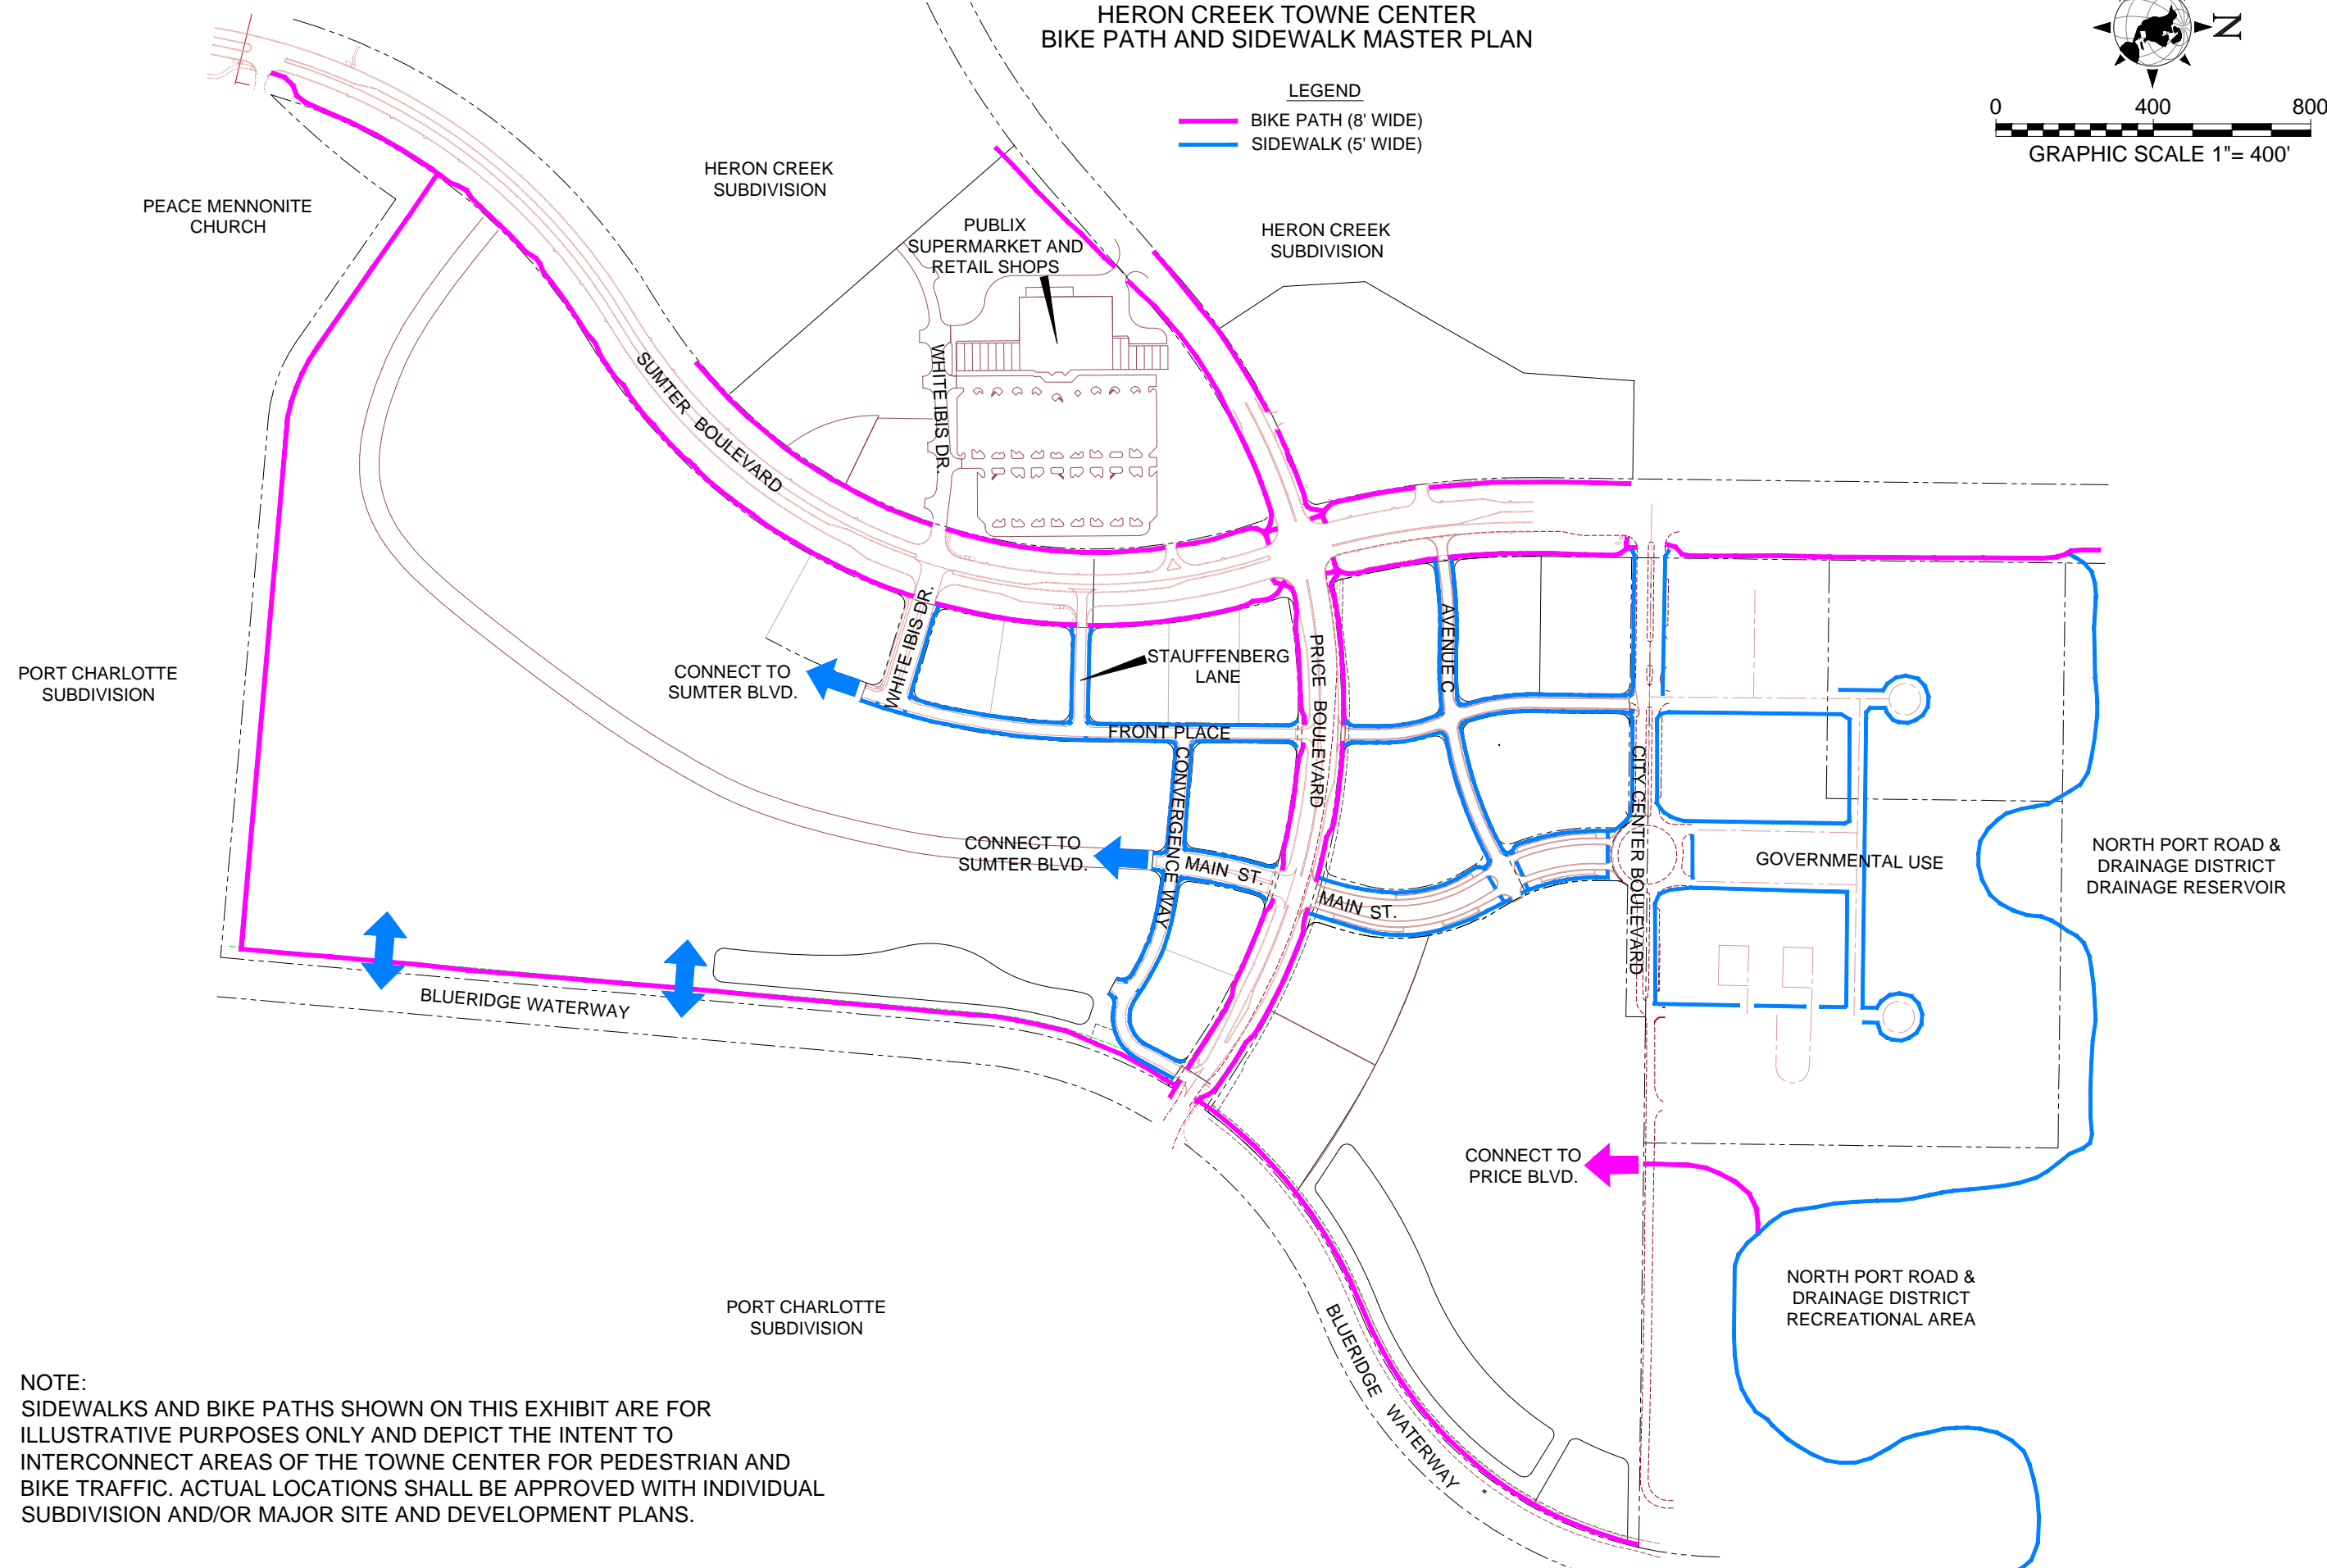 HERON CREEK TOWNE CENTER
BIKE PATH AND SIDEWALK MASTER PLAN
LEGEND
BIKE PATH (8' WIDE)
SIDEWALK (5' WIDE)
N
0 400 800
GRAPHIC SCALE 1"= 400'
PEACE MENNONITE
CHURCH
HERON CREEK
SUBDIVISION
PUBLIX
SUPERMARKET AND
RETAIL SHOPS
HERON CREEK
SUBDIVISION
SUMTER BOULEVARD
WHITE IBIS DR.
WHITE IBIS DR.
PORT CHARLOTTE
SUBDIVISION
CONNECT TO
SUMTER BLVD.
STAUFFENBERG
LANE
PRICE BOULEVARD
AVENUE C
FRONT PLACE
CONVERGENCE WAY
CITY CENTER BOULEVARD
CONNECT TO
SUMTER BLVD.
MAIN ST.
MAIN ST.
GOVERNMENTAL USE
NORTH PORT ROAD &
DRAINAGE DISTRICT
DRAINAGE RESERVOIR
BLUERIDGE WATERWAY
CONNECT TO
PRICE BLVD.
PORT CHARLOTTE
SUBDIVISION
NORTH PORT ROAD &
DRAINAGE DISTRICT
RECREATIONAL AREA
BLUERIDGE WATERWAY
NOTE:
SIDEWALKS AND BIKE PATHS SHOWN ON THIS EXHIBIT ARE FOR
ILLUSTRATIVE PURPOSES ONLY AND DEPICT THE INTENT TO
INTERCONNECT AREAS OF THE TOWNE CENTER FOR PEDESTRIAN AND
BIKE TRAFFIC. ACTUAL LOCATIONS SHALL BE APPROVED WITH INDIVIDUAL
SUBDIVISION AND/OR MAJOR SITE AND DEVELOPMENT PLANS.